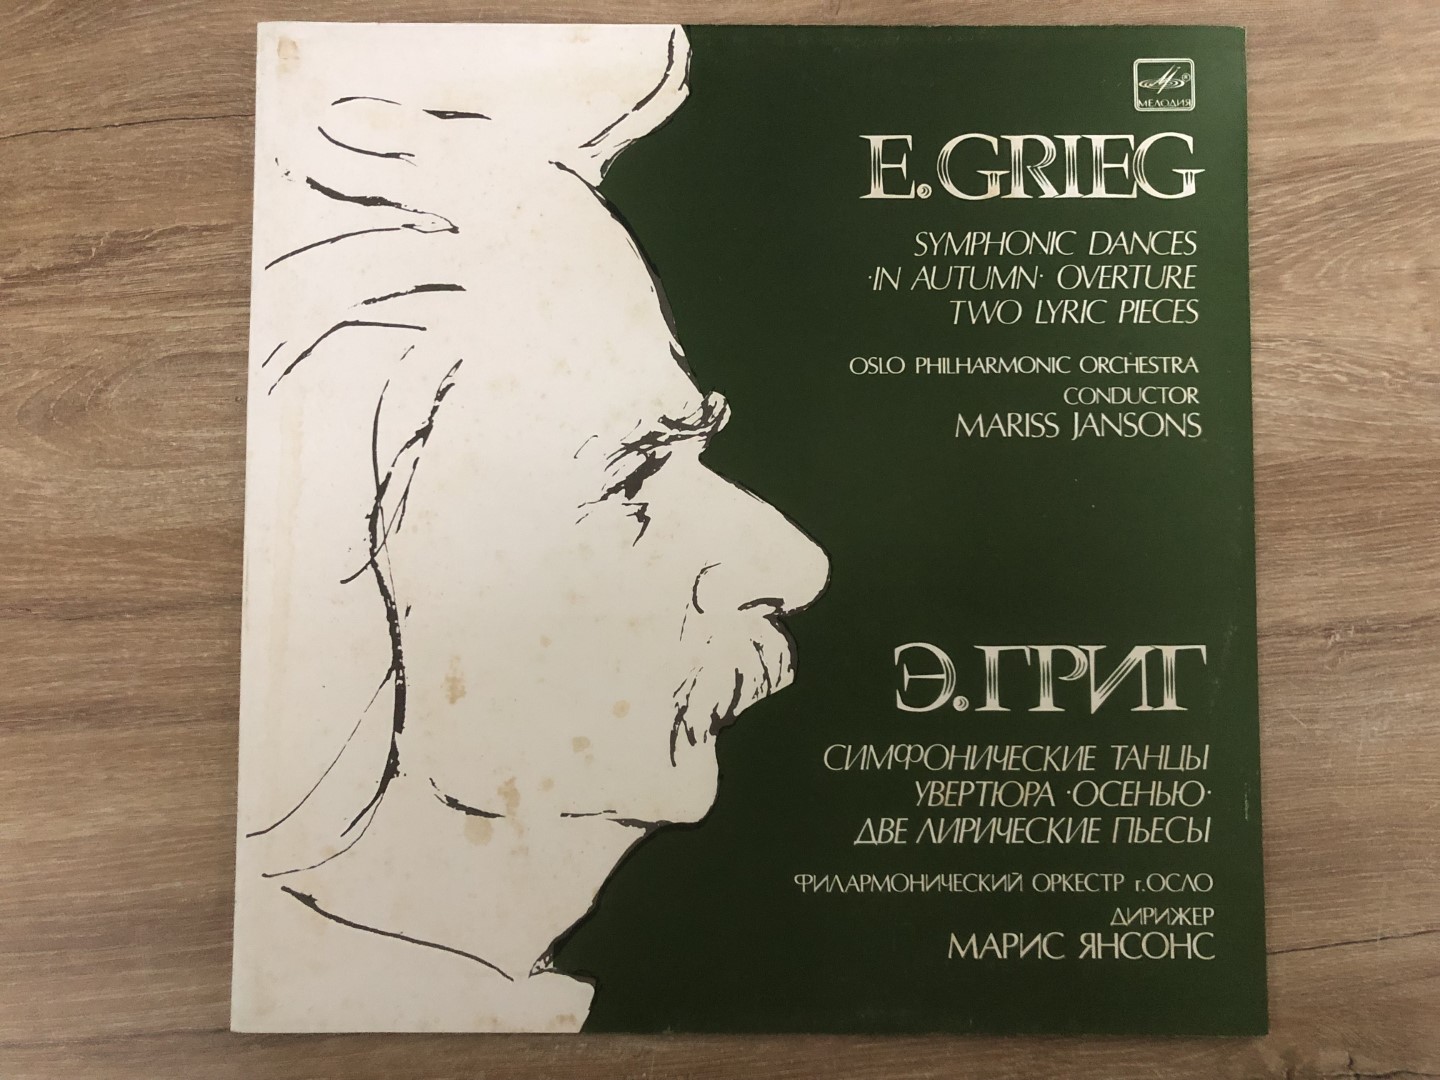 МЕЛОДИЯ
E. GRIEG
SYMPHONIC DANCES
·IN AUTUMN· OVERTURE
TWO LYRIC PIECES
OSLO PHILHARMONIC ORCHESTRA
CONDUCTOR
MARISS JANSONS
Э. ГРИГ
СИМФОНИЧЕСКИЕ ТАНЦЫ
УВЕРТЮРА ·ОСЕНЬЮ·
ДВЕ ЛИРИЧЕСКИЕ ПЬЕСЫ
ФИЛАРМОНИЧЕСКИЙ ОРКЕСТР г. ОСЛО
ДИРИЖЕР
МАРИС ЯНСОНС